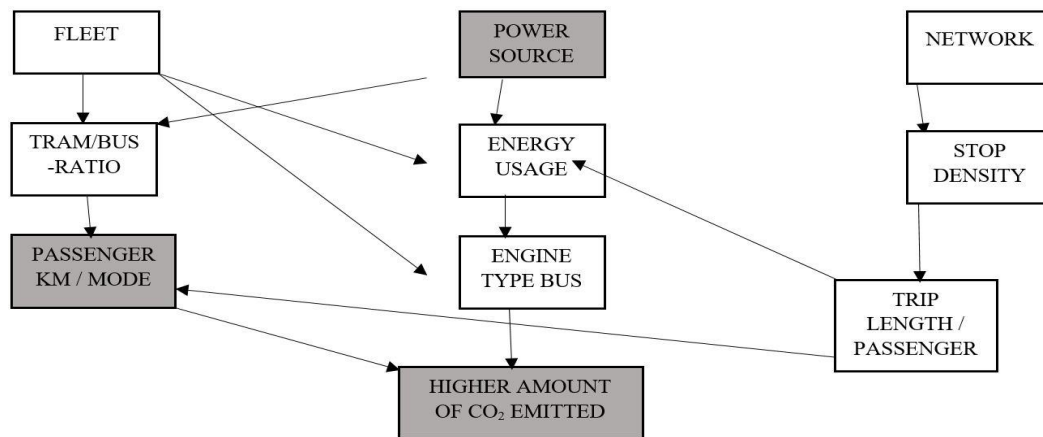 FLEET
POWER
SOURCE
NETWORK
TRAM/BUS
-RATIO
ENERGY
USAGE
STOP
DENSITY
PASSENGER
KM / MODE
ENGINE
TYPE BUS
TRIP
LENGTH /
PASSENGER
HIGHER AMOUNT
OF CO₂ EMITTED